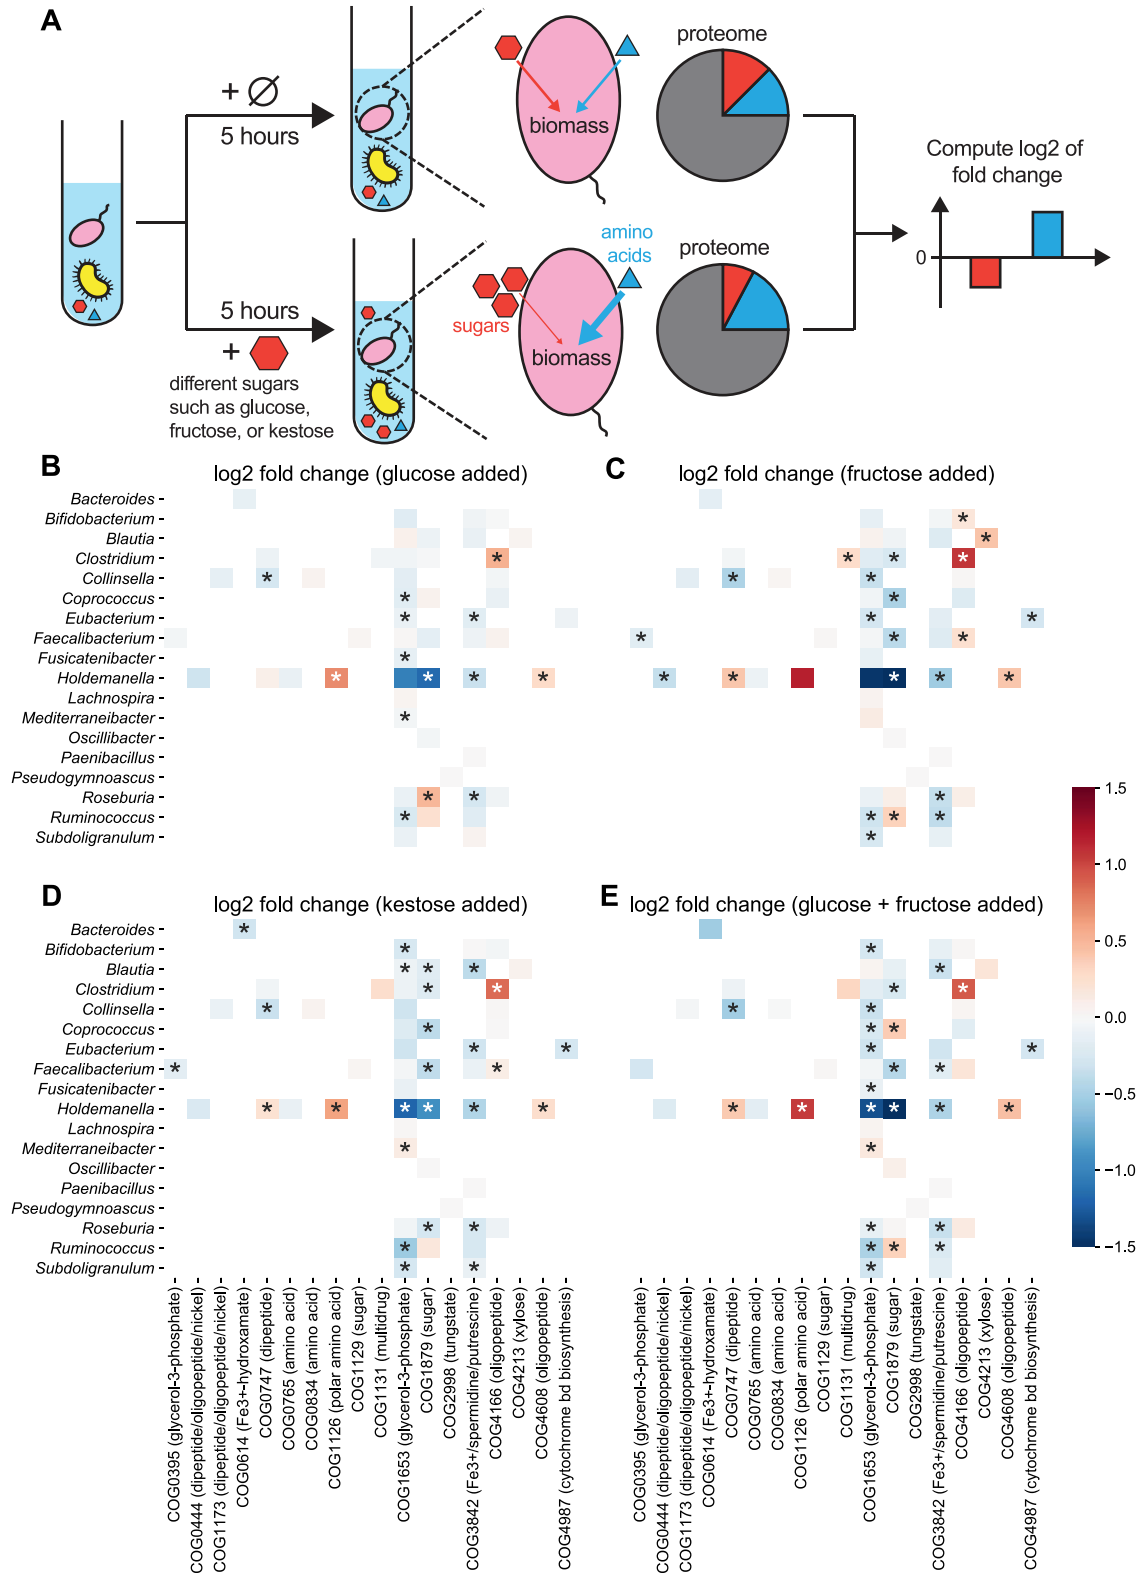 A
+ ∅
5 hours
5 hours
+
different sugars
such as glucose,
fructose, or kestose
biomass
proteome
amino
acids
sugars
biomass
proteome
Compute log2 of
fold change
0
B
log2 fold change (glucose added)
C
log2 fold change (fructose added)
Bacteroides
Bifidobacterium
Blautia
Clostridium
Collinsella
Coprococcus
Eubacterium
Faecalibacterium
Fusicatenibacter
Holdemanella
Lachnospira
Mediterraneibacter
Oscillibacter
Paenibacillus
Pseudogymnoascus
Roseburia
Ruminococcus
Subdoligranulum
1.5
1.0
0.5
0.0
−0.5
−1.0
−1.5
D
log2 fold change (kestose added)
E
log2 fold change (glucose + fructose added)
Bacteroides
Bifidobacterium
Blautia
Clostridium
Collinsella
Coprococcus
Eubacterium
Faecalibacterium
Fusicatenibacter
Holdemanella
Lachnospira
Mediterraneibacter
Oscillibacter
Paenibacillus
Pseudogymnoascus
Roseburia
Ruminococcus
Subdoligranulum
COG0395 (glycerol-3-phosphate)
COG0444 (dipeptide/oligopeptide/nickel)
COG1173 (dipeptide/oligopeptide/nickel)
COG0614 (Fe3+-hydroxamate)
COG0747 (dipeptide)
COG0765 (amino acid)
COG0834 (amino acid)
COG1126 (polar amino acid)
COG1129 (sugar)
COG1131 (multidrug)
COG1653 (glycerol-3-phosphate)
COG1879 (sugar)
COG2998 (tungstate)
COG3842 (Fe3+/spermidine/putrescine)
COG4166 (oligopeptide)
COG4213 (xylose)
COG4608 (oligopeptide)
COG4987 (cytochrome bd biosynthesis)
COG0395 (glycerol-3-phosphate)
COG0444 (dipeptide/oligopeptide/nickel)
COG1173 (dipeptide/oligopeptide/nickel)
COG0614 (Fe3+-hydroxamate)
COG0747 (dipeptide)
COG0765 (amino acid)
COG0834 (amino acid)
COG1126 (polar amino acid)
COG1129 (sugar)
COG1131 (multidrug)
COG1653 (glycerol-3-phosphate)
COG1879 (sugar)
COG2998 (tungstate)
COG3842 (Fe3+/spermidine/putrescine)
COG4166 (oligopeptide)
COG4213 (xylose)
COG4608 (oligopeptide)
COG4987 (cytochrome bd biosynthesis)